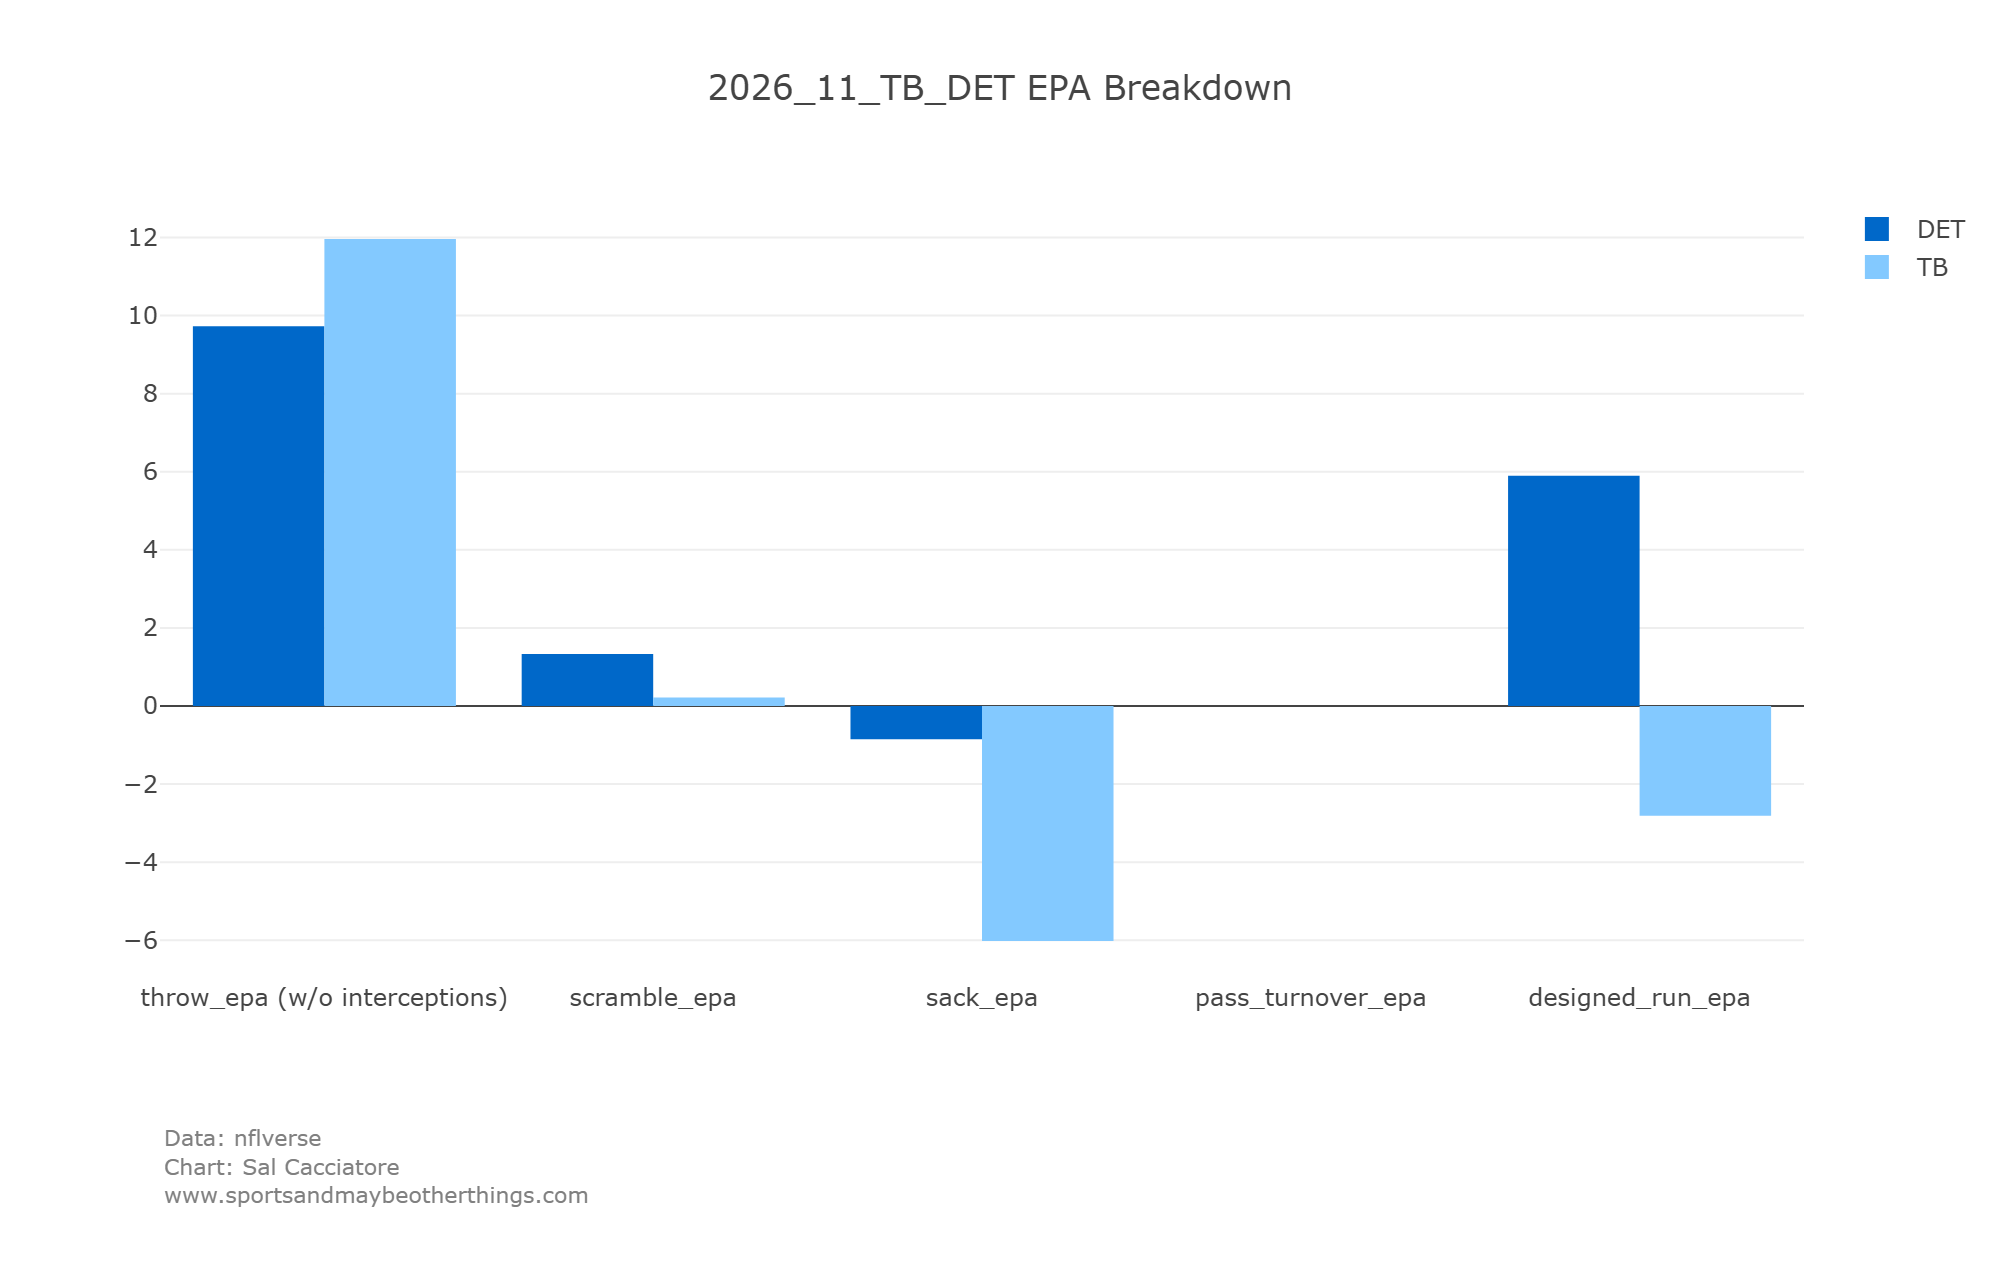 2026_11_TB_DET EPA Breakdown
DET
TB
12
10
8
6
4
2
0
−2
−4
−6
throw_epa (w/o interceptions)
scramble_epa
sack_epa
pass_turnover_epa
designed_run_epa
Data: nflverse
Chart: Sal Cacciatore
www.sportsandmaybeotherthings.com